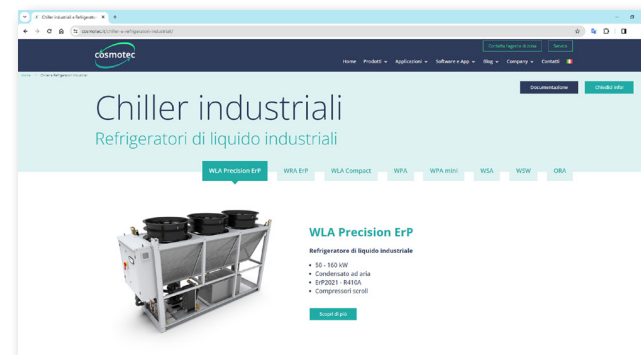 Chiller industriali e Refrigerato
cosmotec.it/chiller-e-refrigeratori-industriali/
cosmotec
Contatta l'agente di zona Service
Home Prodotti Applicazioni Software e App Blog Company Contatti
Home Chiller e Refrigeratori Industriali
Documentazione Chiedici info!
Chiller industriali
Refrigeratori di liquido industriali
WLA Precision ErP WRA ErP WLA Compact WPA WPA mini WSA WSW ORA
WLA Precision ErP
Refrigeratore di liquido industriale
• 50 - 160 kW
• Condensato ad aria
• ErP2021 - R410A
• Compressori scroll
Scopri di più